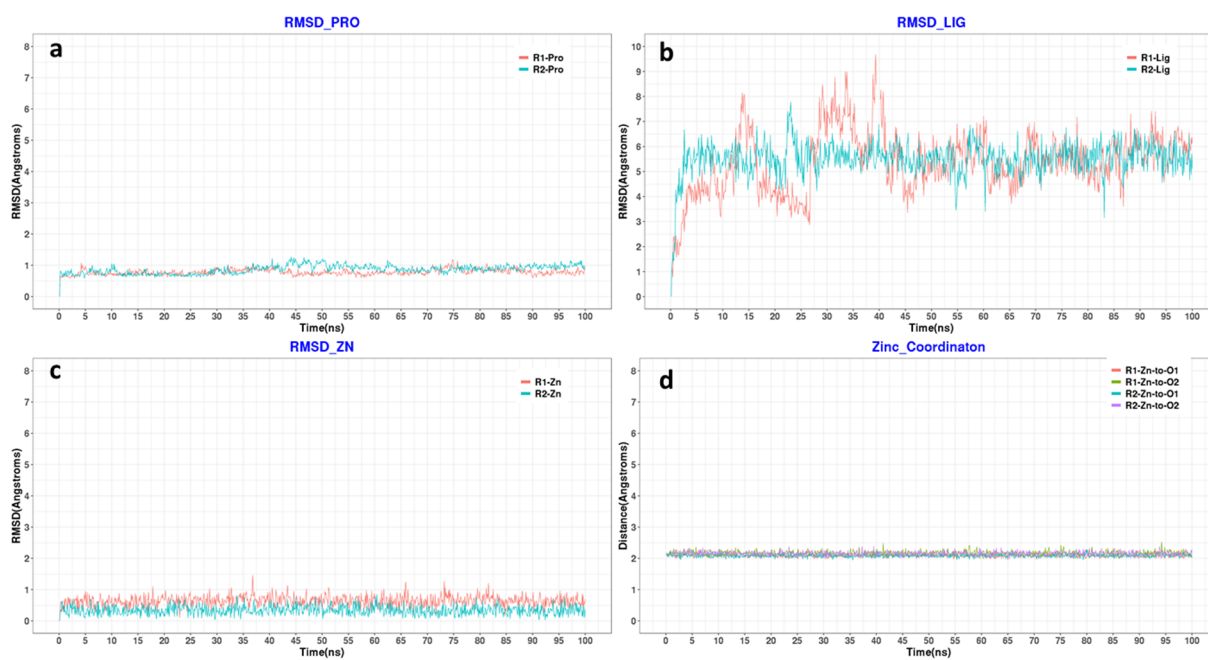 RMSD_PRO
a
R1-Pro
R2-Pro
RMSD(Angstroms)
8
7
6
5
4
3
2
1
0
0 5 10 15 20 25 30 35 40 45 50 55 60 65 70 75 80 85 90 95 100
Time(ns)
RMSD_LIG
b
R1-Lig
R2-Lig
RMSD(Angstroms)
10
9
8
7
6
5
4
3
2
1
0
0 5 10 15 20 25 30 35 40 45 50 55 60 65 70 75 80 85 90 95 100
Time(ns)
RMSD_ZN
c
R1-Zn
R2-Zn
RMSD(Angstroms)
8
7
6
5
4
3
2
1
0
0 5 10 15 20 25 30 35 40 45 50 55 60 65 70 75 80 85 90 95 100
Time(ns)
Zinc_Coordinaton
d
R1-Zn-to-O1
R1-Zn-to-O2
R2-Zn-to-O1
R2-Zn-to-O2
Distance(Angstroms)
8
7
6
5
4
3
2
1
0
0 5 10 15 20 25 30 35 40 45 50 55 60 65 70 75 80 85 90 95 100
Time(ns)